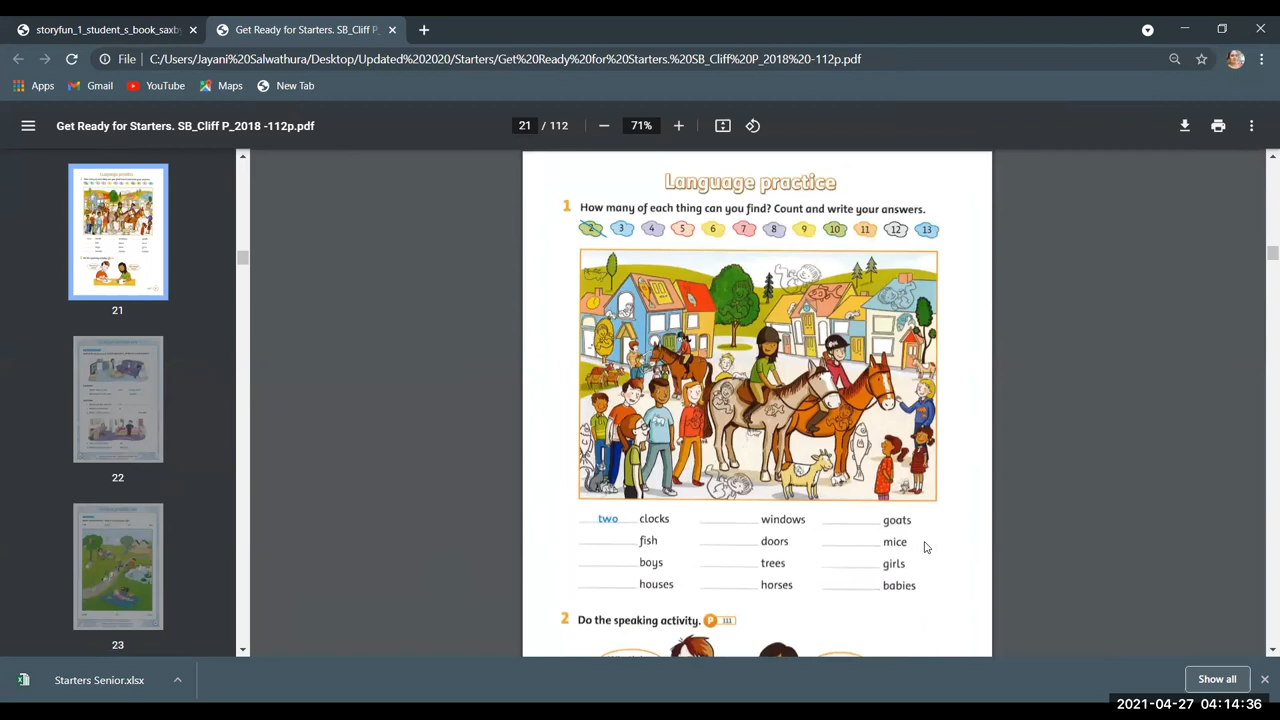 storyfun_1_student_s_book_saxb
Get Ready for Starters. SB_Cliff P_
File
C:/Users/Jayani%20Salwathura/Desktop/Updated%202020/Starters/Get%20Ready%20for%20Starters.%20SB_Cliff%20P_2018%20-112p.pdf
Apps Gmail YouTube Maps New Tab
Get Ready for Starters. SB_Cliff P_2018 -112p.pdf
21 / 112
71%
Language practice
1 How many of each thing can you find? Count and write your answers.
2 3 4 5 6 7 8 9 10 11 12 13
two clocks windows goats
fish doors mice
boys trees girls
houses horses babies
2 Do the speaking activity. P 111
Language practice
21
22
23
Starters Senior.xlsx
Show all
2021-04-27 04:14:36